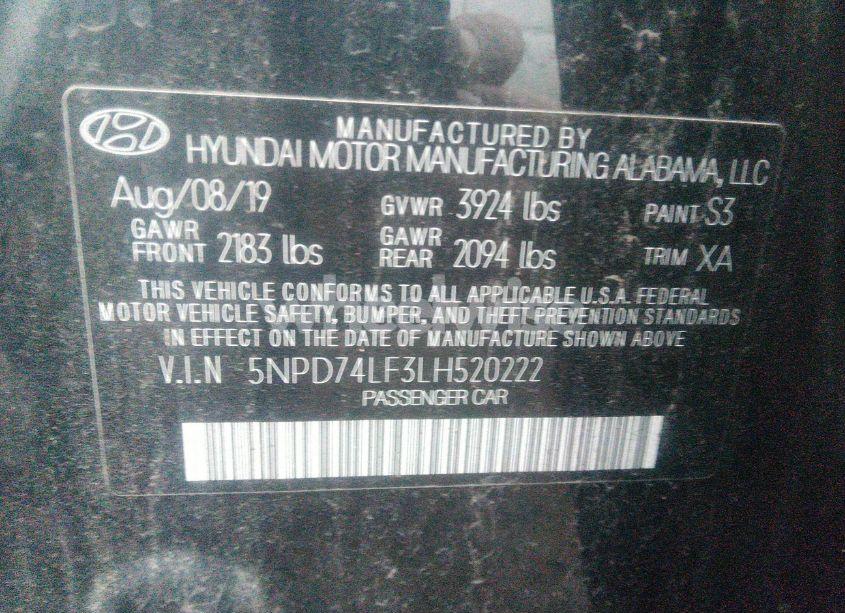 MANUFACTURED BY
HYUNDAI MOTOR MANUFACTURING ALABAMA, LLC
Aug/08/19 GVWR 3924 lbs PAINT S3
GAWR FRONT 2183 lbs GAWR REAR 2094 lbs TRIM XA
THIS VEHICLE CONFORMS TO ALL APPLICABLE U.S.A. FEDERAL
MOTOR VEHICLE SAFETY, BUMPER, AND THEFT PREVENTION STANDARDS
IN EFFECT ON THE DATE OF MANUFACTURE SHOWN ABOVE
V.I.N 5NPD74LF3LH520222
PASSENGER CAR